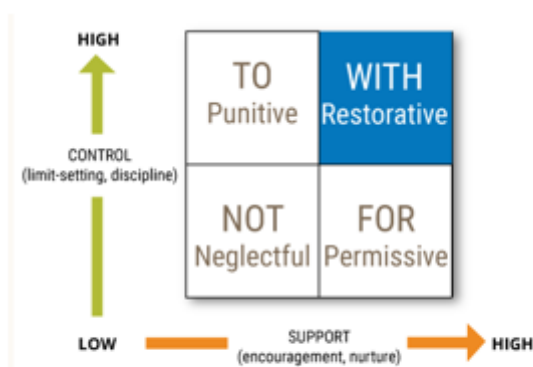 HIGH
TO
Punitive
WITH
Restorative
CONTROL
(limit-setting, discipline)
NOT
Neglectful
FOR
Permissive
LOW
SUPPORT
(encouragement, nurture)
HIGH